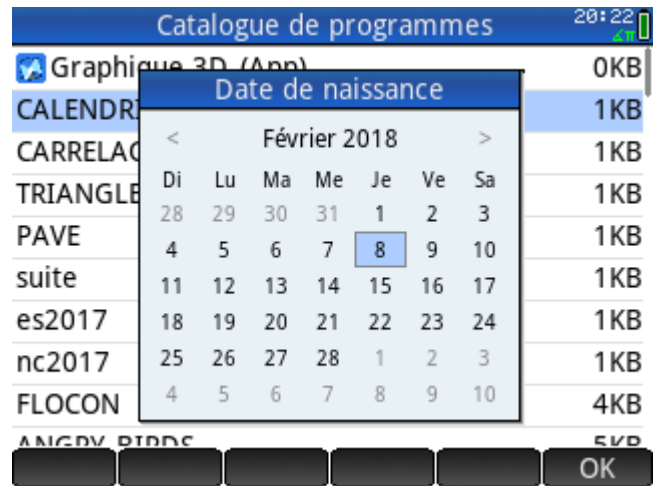 Catalogue de programmes 20:22
∡π
Graphique 3D (App) 0KB
Date de naissance
CALENDRI 1KB
< Février 2018 >
CARRELAG 1KB
Di Lu Ma Me Je Ve Sa
TRIANGLE 1KB
28 29 30 31 1 2 3
PAVE 1KB
4 5 6 7 8 9 10
suite 1KB
11 12 13 14 15 16 17
es2017 1KB
18 19 20 21 22 23 24
nc2017 1KB
25 26 27 28 1 2 3
FLOCON 4KB
4 5 6 7 8 9 10
ANGRY BIRDS 5KB
OK